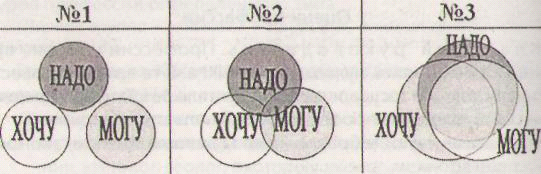 №1 №2 №3
НАДО НАДО НАДО
ХОЧУ МОГУ ХОЧУ МОГУ ХОЧУ МОГУ